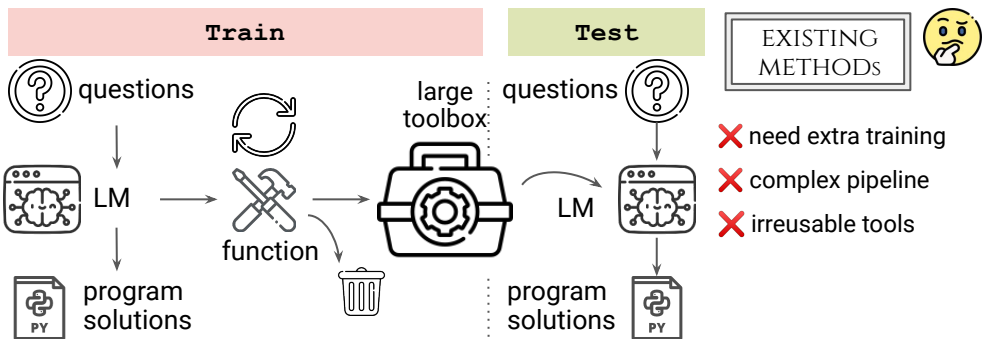 Train
Test
EXISTING
METHODS
questions
large
toolbox
questions
need extra training
LM
complex pipeline
LM
irreusable tools
function
program
solutions
PY
program
solutions
PY